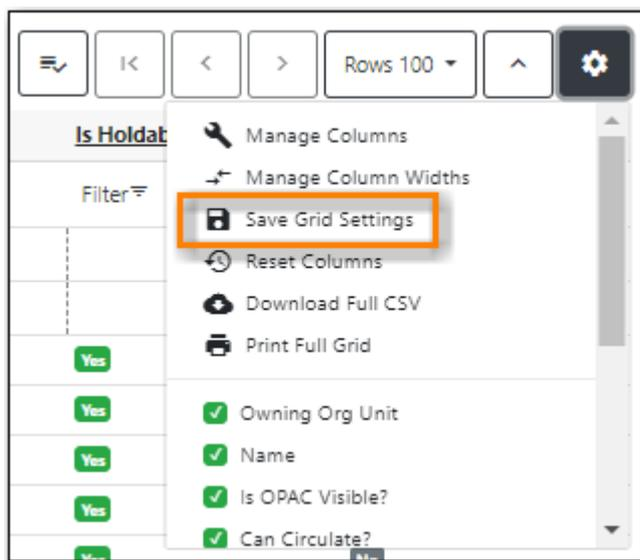 Rows 100
Is Holdab
Manage Columns
Filter
Manage Column Widths
Save Grid Settings
Reset Columns
Download Full CSV
Print Full Grid
Yes
Owning Org Unit
Yes
Name
Yes
Is OPAC Visible?
Yes
Can Circulate?
Yes
No